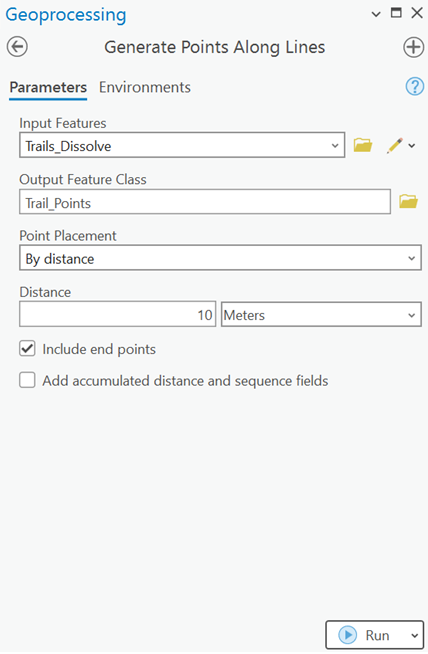 Geoprocessing
Generate Points Along Lines
Parameters Environments
Input Features
Trails_Dissolve
Output Feature Class
Trail_Points
Point Placement
By distance
Distance
10 Meters
Include end points
Add accumulated distance and sequence fields
Run